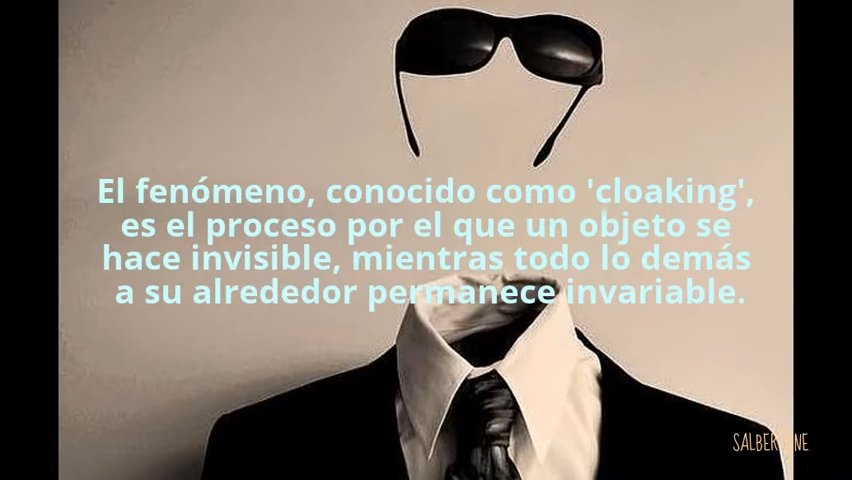 El fenómeno, conocido como 'cloaking',
es el proceso por el que un objeto se
hace invisible, mientras todo lo demás
a su alrededor permanece invariable.